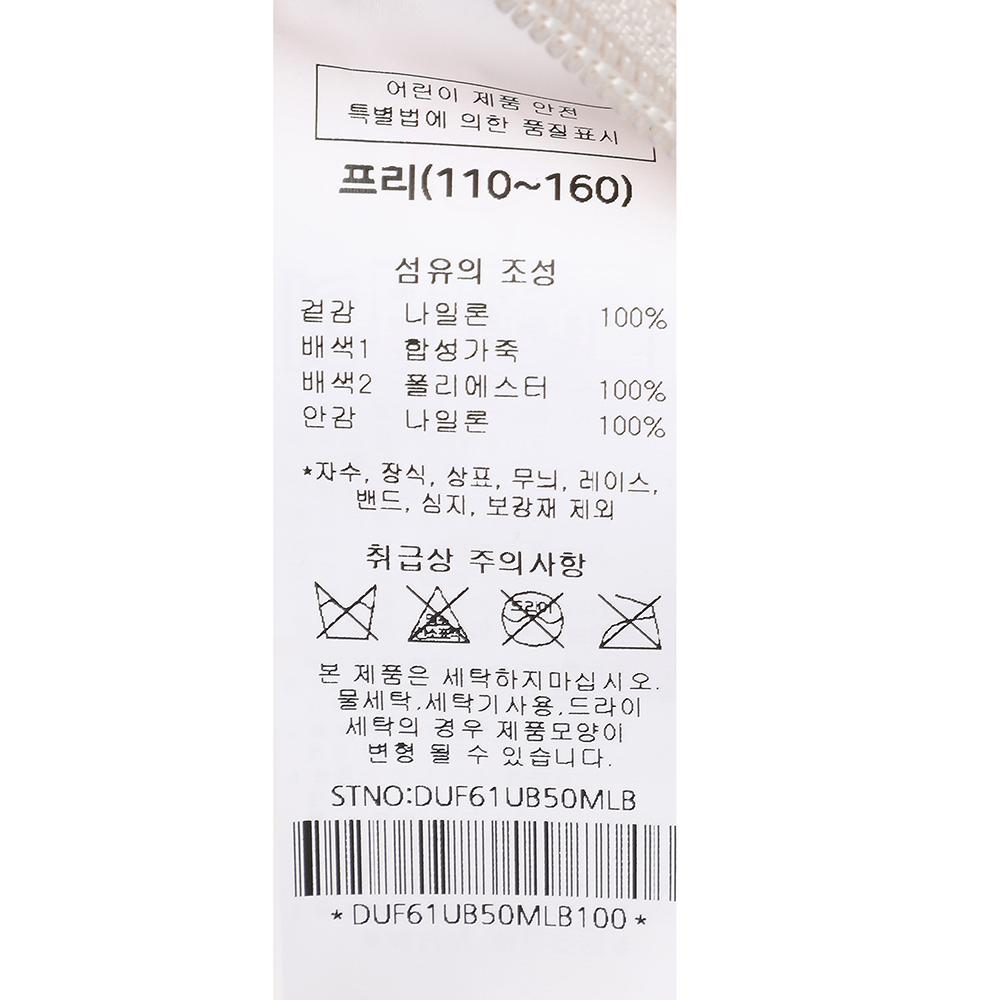 어린이 제품 안전
특별법에 의한 품질표시
프리(110~160)
섬유의 조성
겉감 나일론 100%
배색1 합성가죽
배색2 폴리에스터 100%
안감 나일론 100%
*자수, 장식, 상표, 무늬, 레이스,
밴드, 심지, 보강재 제외
취급상 주의사항
드라이
염소표백
본 제품은 세탁하지마십시오.
물세탁,세탁기사용,드라이
세탁의 경우 제품모양이
변형 될 수 있습니다.
STNO:DUF61UB50MLB
*DUF61UB50MLB100*